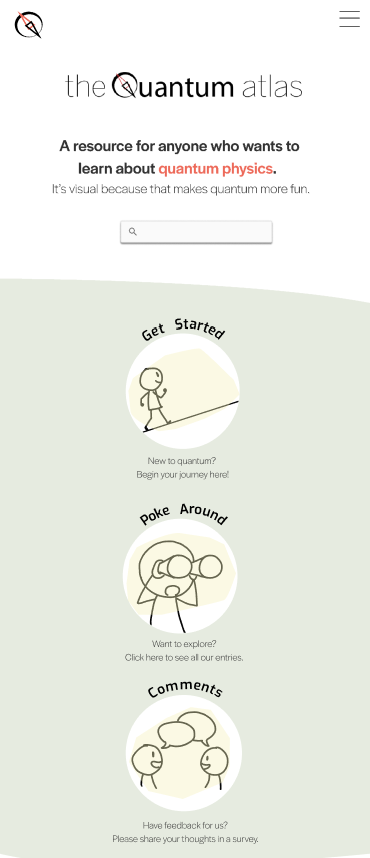 the Quantum atlas
A resource for anyone who wants to
learn about quantum physics.
It's visual because that makes quantum more fun.
Get Started
New to quantum?
Begin your journey here!
Poke Around
Want to explore?
Click here to see all our entries.
Comments
Have feedback for us?
Please share your thoughts in a survey.